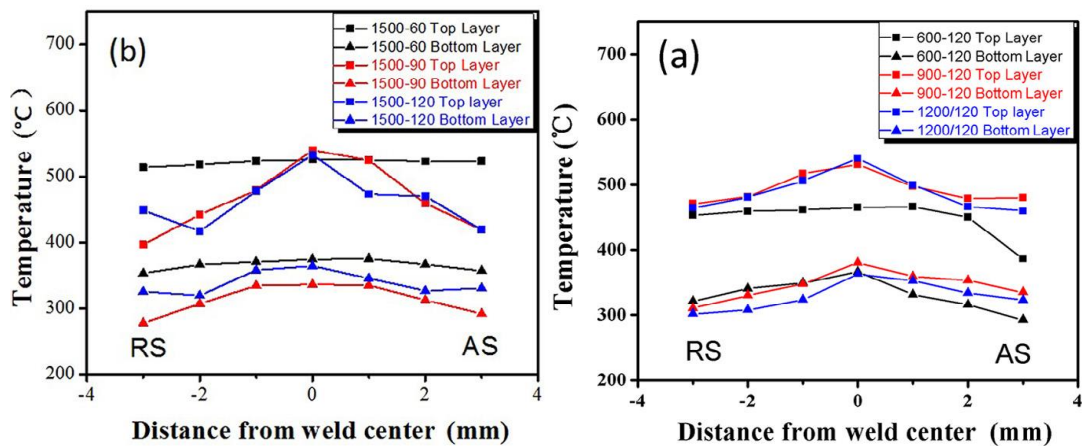 (b)
1500-60 Top Layer
1500-60 Bottom Layer
1500-90 Top Layer
1500-90 Bottom Layer
1500-120 Top layer
1500-120 Bottom Layer
700
600
500
400
300
200
Temperature (℃)
RS
AS
-4
-2
0
2
4
Distance from weld center (mm)
(a)
600-120 Top Layer
600-120 Bottom Layer
900-120 Top Layer
900-120 Bottom Layer
1200/120 Top layer
1200/120 Bottom Layer
700
600
500
400
300
200
Temperature (℃)
RS
AS
-4
-2
0
2
4
Distance from weld center (mm)